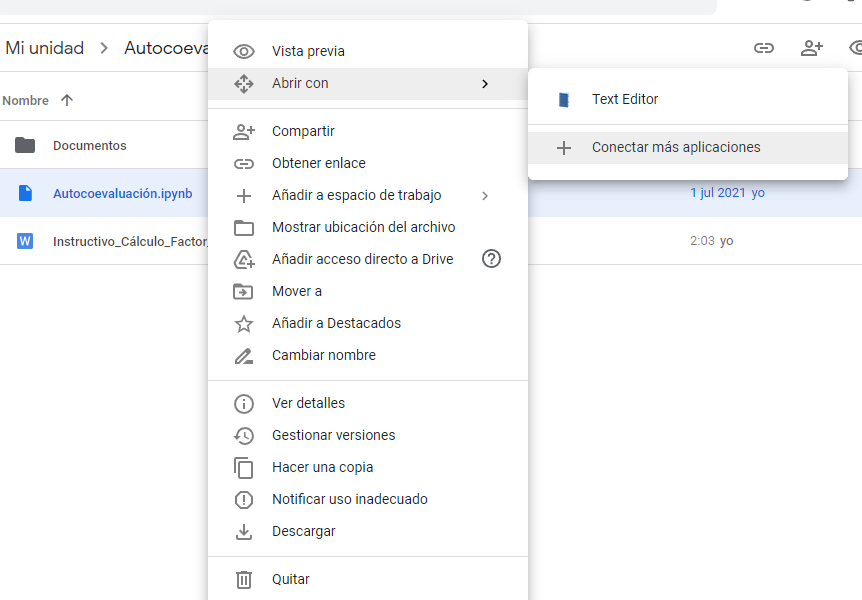 Mi unidad > Autocoeva
Nombre
Documentos
Autocoevaluación.ipynb
1 jul 2021 yo
W Instructivo_Cálculo_Factor_
2:03 yo
Vista previa
Abrir con
Compartir
Obtener enlace
Añadir a espacio de trabajo
Mostrar ubicación del archivo
Añadir acceso directo a Drive
Mover a
Añadir a Destacados
Cambiar nombre
Ver detalles
Gestionar versiones
Hacer una copia
Notificar uso inadecuado
Descargar
Quitar
Text Editor
Conectar más aplicaciones